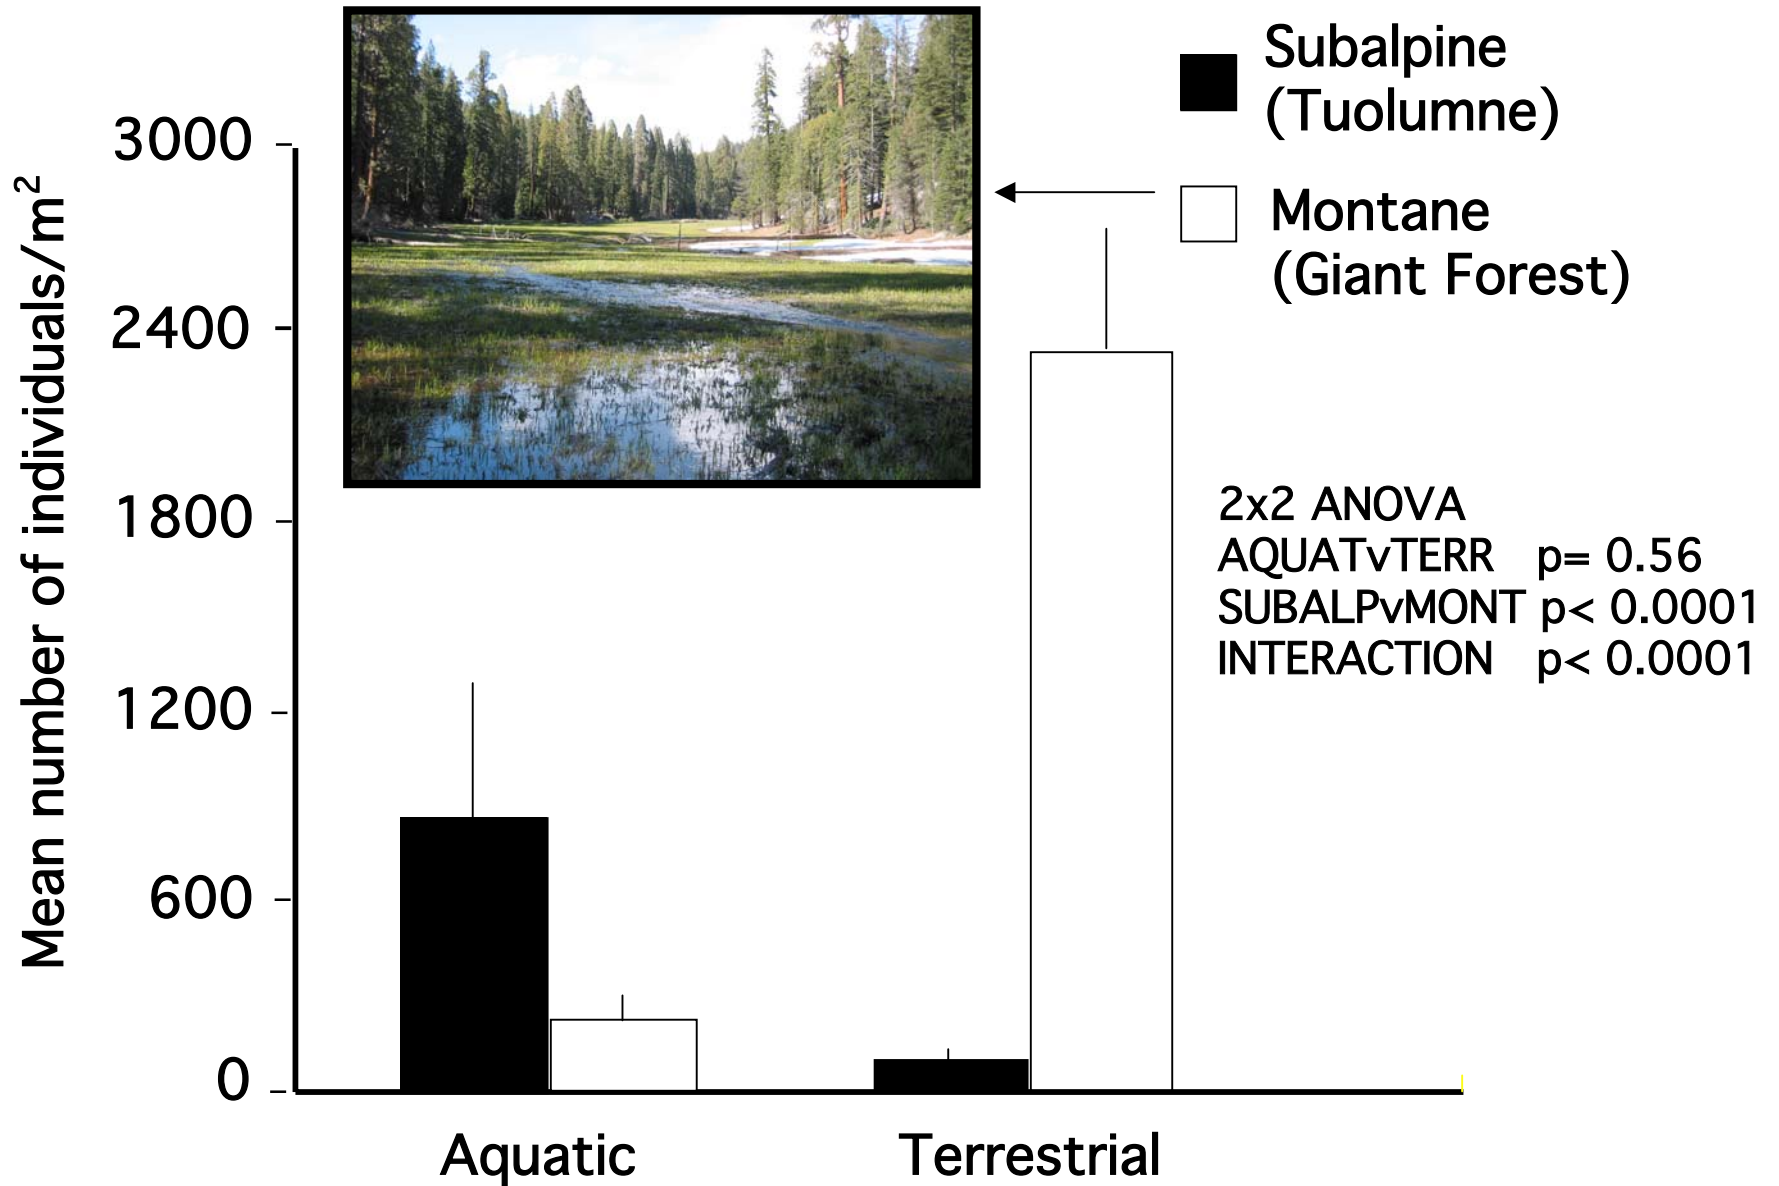 Subalpine
(Tuolumne)
Montane
(Giant Forest)
Mean number of individuals/m²
3000
2400
1800
1200
600
0
2x2 ANOVA
AQUATvTERR p= 0.56
SUBALPvMONT p< 0.0001
INTERACTION p< 0.0001
Aquatic Terrestrial